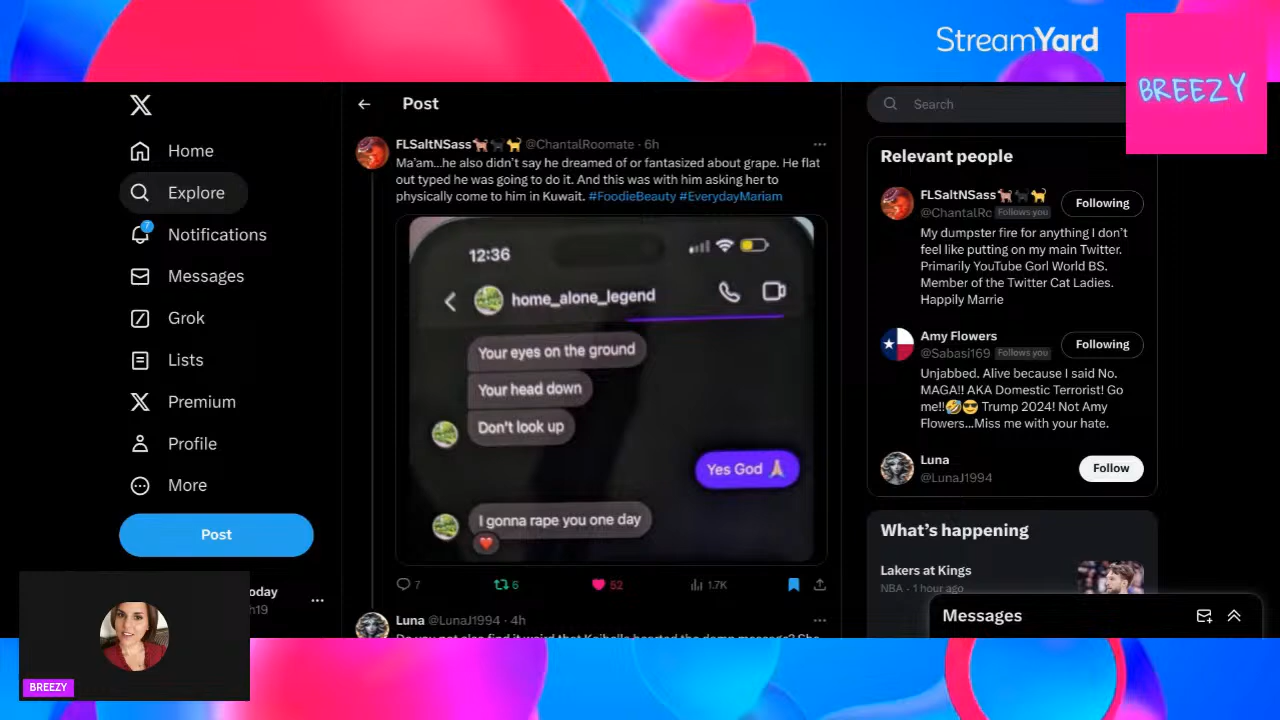 StreamYard
BREEZY
Post
Search
Home
Explore
7
Notifications
Messages
Grok
Lists
Premium
Profile
More
Post
oday
h19
BREEZY
FLSaltNSass @ChantalRoomate · 6h
Ma'am...he also didn't say he dreamed of or fantasized about grape. He flat
out typed he was going to do it. And this was with him asking her to
physically come to him in Kuwait. #FoodieBeauty #EverydayMariam
12:36
home_alone_legend
Your eyes on the ground
Your head down
Don't look up
Yes God 🙏
I gonna rape you one day
❤️
7 6 52 1.7K
Luna @LunaJ1994 · 4h
Relevant people
FLSaltNSass
@ChantalRc Follows you
Following
My dumpster fire for anything I don't
feel like putting on my main Twitter.
Primarily YouTube Gorl World BS.
Member of the Twitter Cat Ladies.
Happily Marrie
Amy Flowers
@Sabasi169 Follows you
Following
Unjabbed. Alive because I said No.
MAGA!! AKA Domestic Terrorist! Go
me!!🤣😎 Trump 2024! Not Amy
Flowers...Miss me with your hate.
Luna
@LunaJ1994
Follow
What's happening
Lakers at Kings
NBA · 1 hour ago
Messages